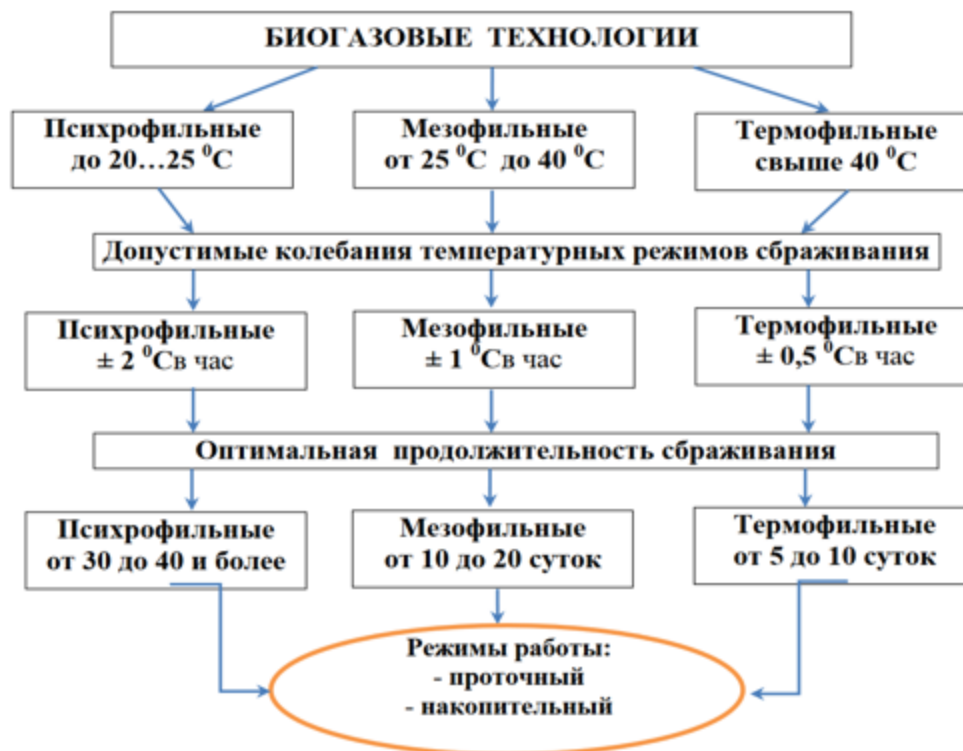 БИОГАЗОВЫЕ ТЕХНОЛОГИИ
Психрофильные
до 20...25 ⁰С
Мезофильные
от 25 ⁰С до 40 ⁰С
Термофильные
свыше 40 ⁰С
Допустимые колебания температурных режимов сбраживания
Психрофильные
± 2 ⁰Св час
Мезофильные
± 1 ⁰Св час
Термофильные
± 0,5 ⁰Св час
Оптимальная продолжительность сбраживания
Психрофильные
от 30 до 40 и более
Мезофильные
от 10 до 20 суток
Термофильные
от 5 до 10 суток
Режимы работы:
- проточный
- накопительный